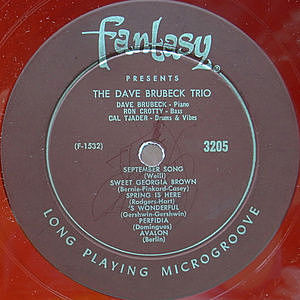 Fantasy
®
PRESENTS
THE DAVE BRUBECK TRIO
DAVE BRUBECK - Piano
RON CROTTY - Bass
CAL TJADER - Drums & Vibes
(F-1532)
3205
SEPTEMBER SONG
(Weill)
SWEET GEORGIA BROWN
(Bernie-Pinkard-Casey)
SPRING IS HERE
(Rodgers-Hart)
'S WONDERFUL
(Gershwin-Gershwin)
PERFIDIA
(Domingues)
AVALON
(Berlin)
LONG PLAYING MICROGROOVE